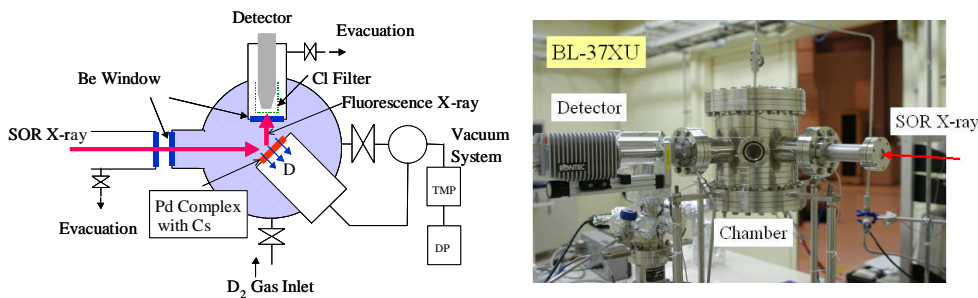 Detector
Evacuation
Be Window
Cl Filter
Fluorescence X-ray
SOR X-ray
Vacuum
System
D
TMP
Pd Complex
with Cs
Evacuation
DP
D2 Gas Inlet
BL-37XU
Detector
SOR X-ray
Chamber